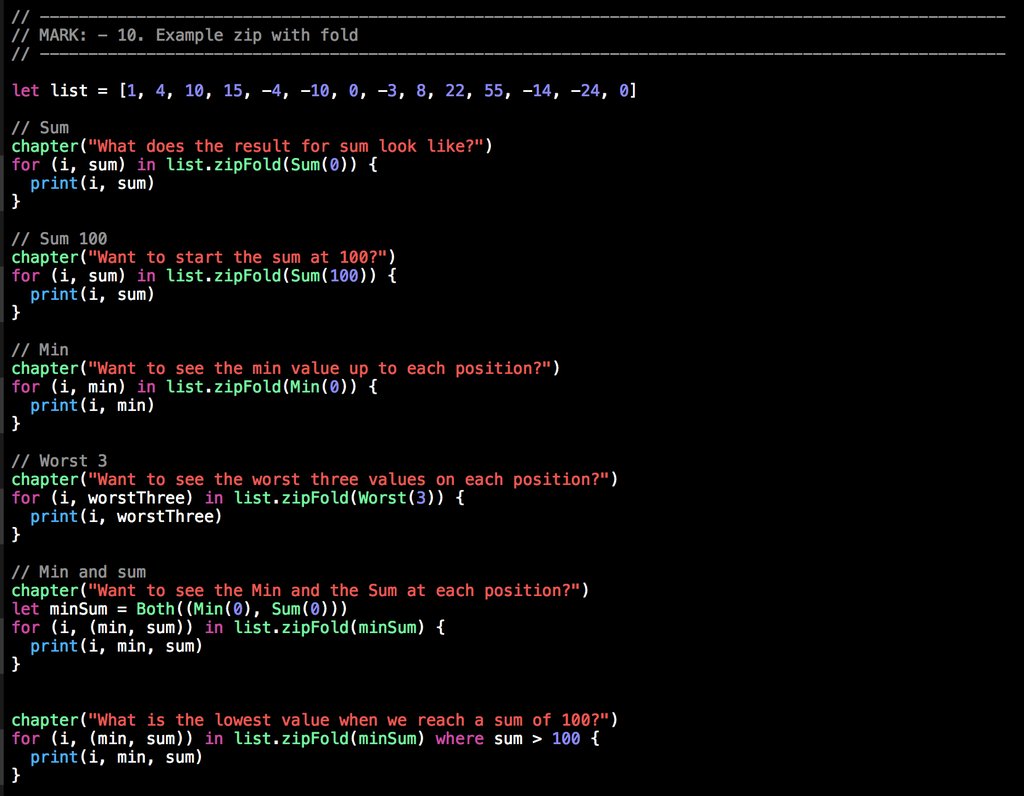 // ----------------------------------------------------------------------------------------------------
// MARK: - 10. Example zip with fold
// ----------------------------------------------------------------------------------------------------
let list = [1, 4, 10, 15, -4, -10, 0, -3, 8, 22, 55, -14, -24, 0]
// Sum
chapter("What does the result for sum look like?")
for (i, sum) in list.zipFold(Sum(0)) {
  print(i, sum)
}
// Sum 100
chapter("Want to start the sum at 100?")
for (i, sum) in list.zipFold(Sum(100)) {
  print(i, sum)
}
// Min
chapter("Want to see the min value up to each position?")
for (i, min) in list.zipFold(Min(0)) {
  print(i, min)
}
// Worst 3
chapter("Want to see the worst three values on each position?")
for (i, worstThree) in list.zipFold(Worst(3)) {
  print(i, worstThree)
}
// Min and sum
chapter("Want to see the Min and the Sum at each position?")
let minSum = Both((Min(0), Sum(0)))
for (i, (min, sum)) in list.zipFold(minSum) {
  print(i, min, sum)
}
chapter("What is the lowest value when we reach a sum of 100?")
for (i, (min, sum)) in list.zipFold(minSum) where sum > 100 {
  print(i, min, sum)
}